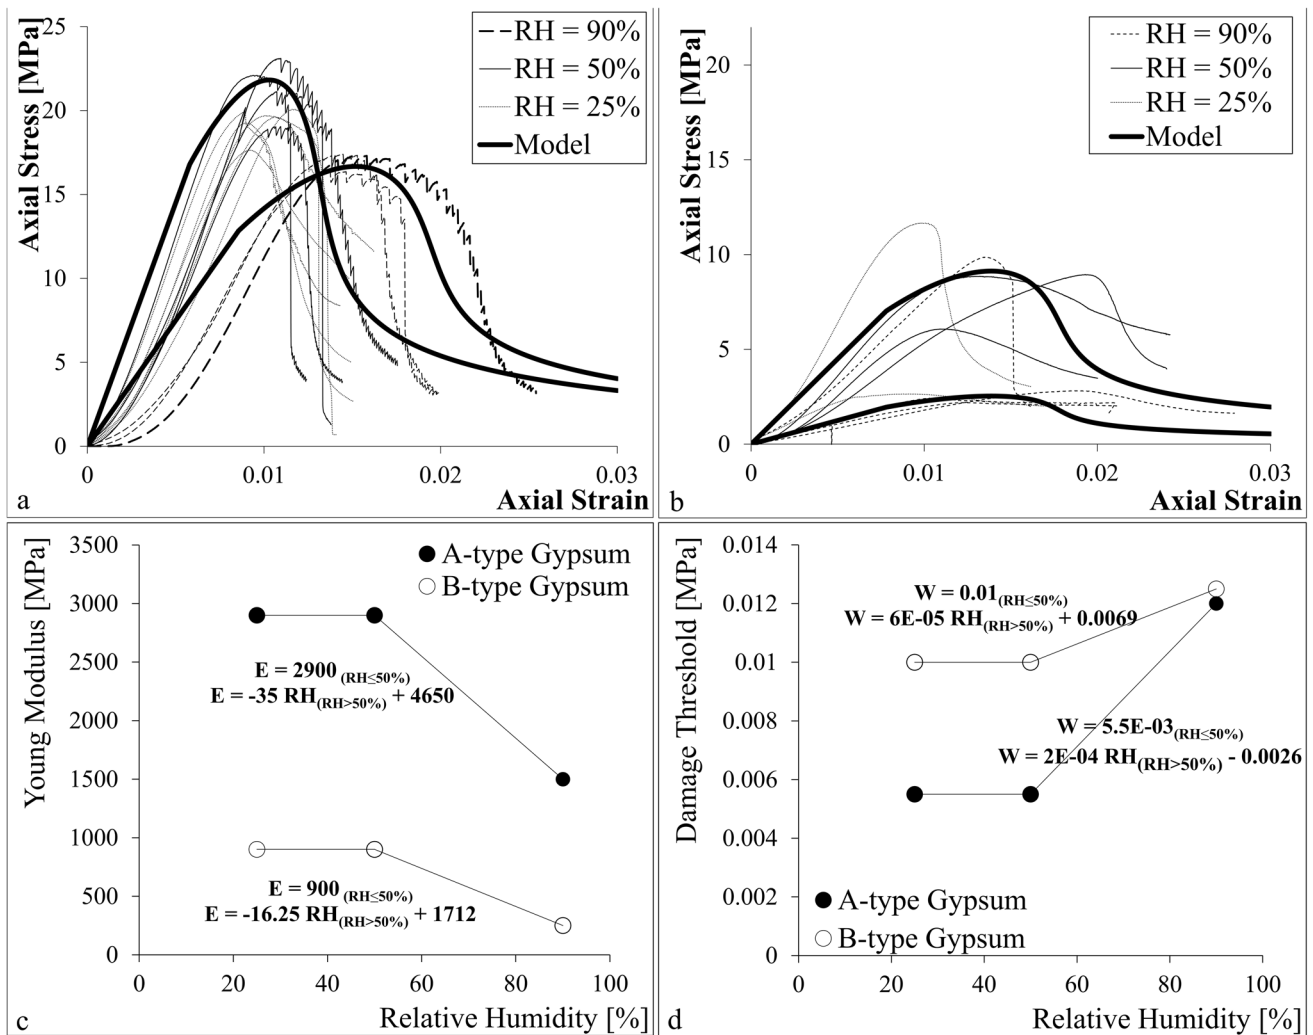 Axial Stress [MPa]
25
20
15
10
5
0
0
0.01
0.02
0.03
Axial Strain
RH = 90%
RH = 50%
RH = 25%
Model
a
Axial Stress [MPa]
20
15
10
5
0
0
0.01
0.02
0.03
Axial Strain
RH = 90%
RH = 50%
RH = 25%
Model
b
Young Modulus [MPa]
3500
3000
2500
2000
1500
1000
500
0
0
20
40
60
80
100
Relative Humidity [%]
A-type Gypsum
B-type Gypsum
E = 2900 (RH≤50%)
E = -35 RH(RH>50%) + 4650
E = 900 (RH≤50%)
E = -16.25 RH(RH>50%) + 1712
c
Damage Threshold [MPa]
0.014
0.012
0.01
0.008
0.006
0.004
0.002
0
0
20
40
60
80
100
Relative Humidity [%]
W = 0.01(RH≤50%)
W = 6E-05 RH(RH>50%) + 0.0069
W = 5.5E-03(RH≤50%)
W = 2E-04 RH(RH>50%) - 0.0026
A-type Gypsum
B-type Gypsum
d